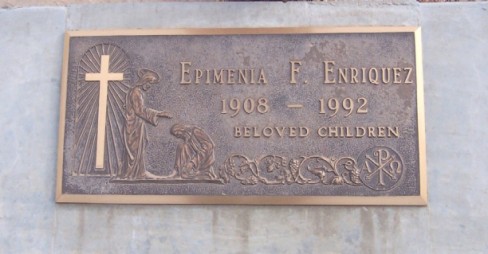 EPIMENIA F. ENRIQUEZ
1908 – 1992
BELOVED CHILDREN
Α☧Ω